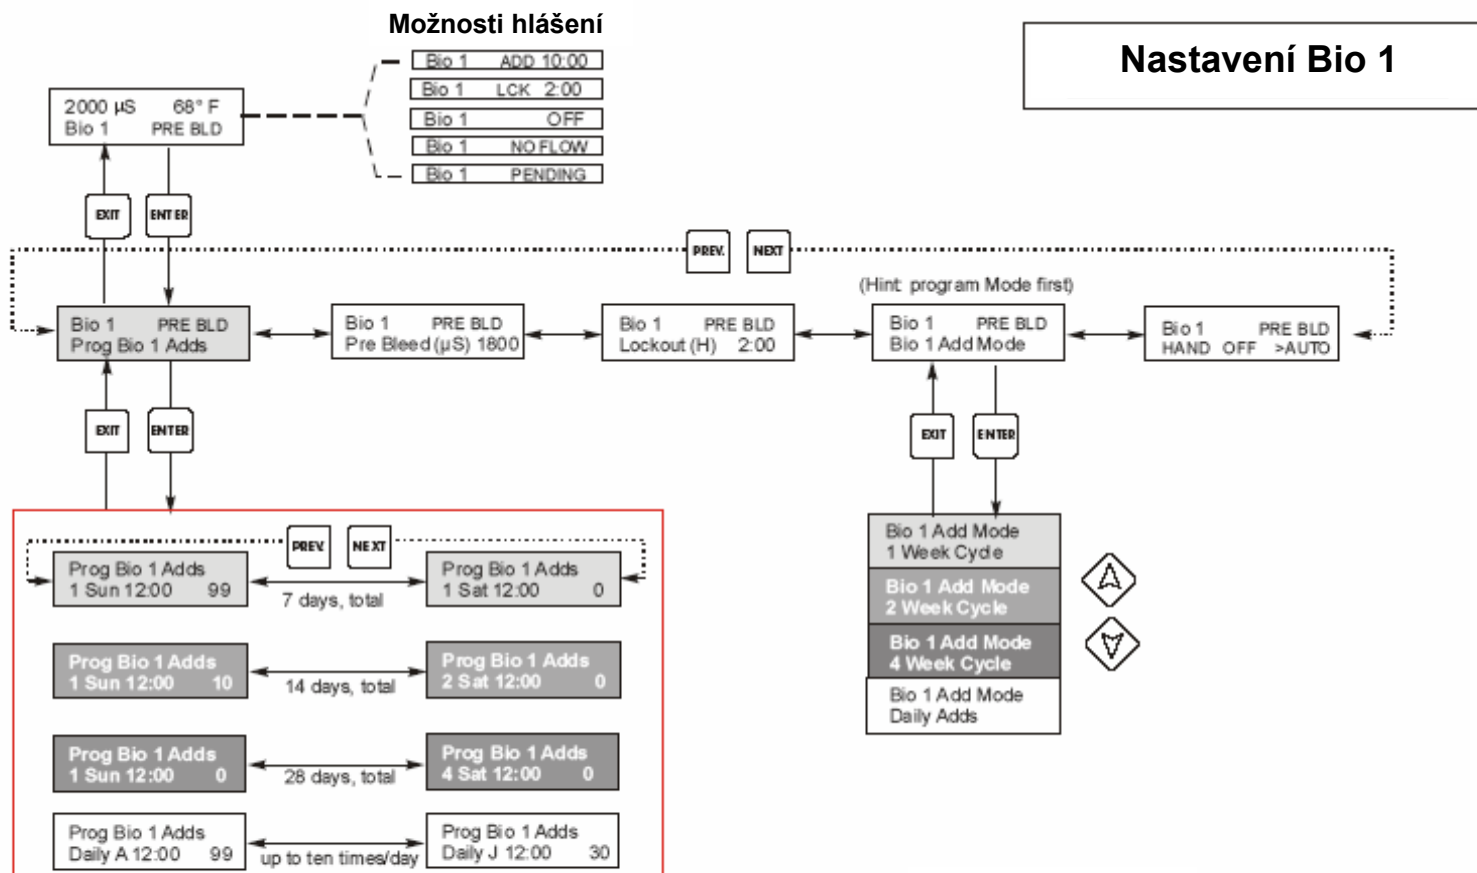 Možnosti hlášení
Nastavení Bio 1
Bio 1 ADD 10:00
Bio 1 LCK 2:00
Bio 1 OFF
Bio 1 NO FLOW
Bio 1 PENDING
2000 µS 68° F
Bio 1 PRE BLD
EXIT
ENTER
PREV.
NEXT
(Hint: program Mode first)
Bio 1 PRE BLD
Prog Bio 1 Adds
Bio 1 PRE BLD
Pre Bleed (µS) 1800
Bio 1 PRE BLD
Lockout (H) 2:00
Bio 1 PRE BLD
Bio 1 Add Mode
Bio 1 PRE BLD
HAND OFF >AUTO
EXIT
ENTER
EXIT
ENTER
PREV.
NEXT
Prog Bio 1 Adds
1 Sun 12:00 99
7 days, total
Prog Bio 1 Adds
1 Sat 12:00 0
Prog Bio 1 Adds
1 Sun 12:00 10
14 days, total
Prog Bio 1 Adds
2 Sat 12:00 0
Prog Bio 1 Adds
1 Sun 12:00 0
28 days, total
Prog Bio 1 Adds
4 Sat 12:00 0
Prog Bio 1 Adds
Daily A 12:00 99
up to ten times/day
Prog Bio 1 Adds
Daily J 12:00 30
Bio 1 Add Mode
1 Week Cycle
Bio 1 Add Mode
2 Week Cycle
Bio 1 Add Mode
4 Week Cycle
Bio 1 Add Mode
Daily Adds